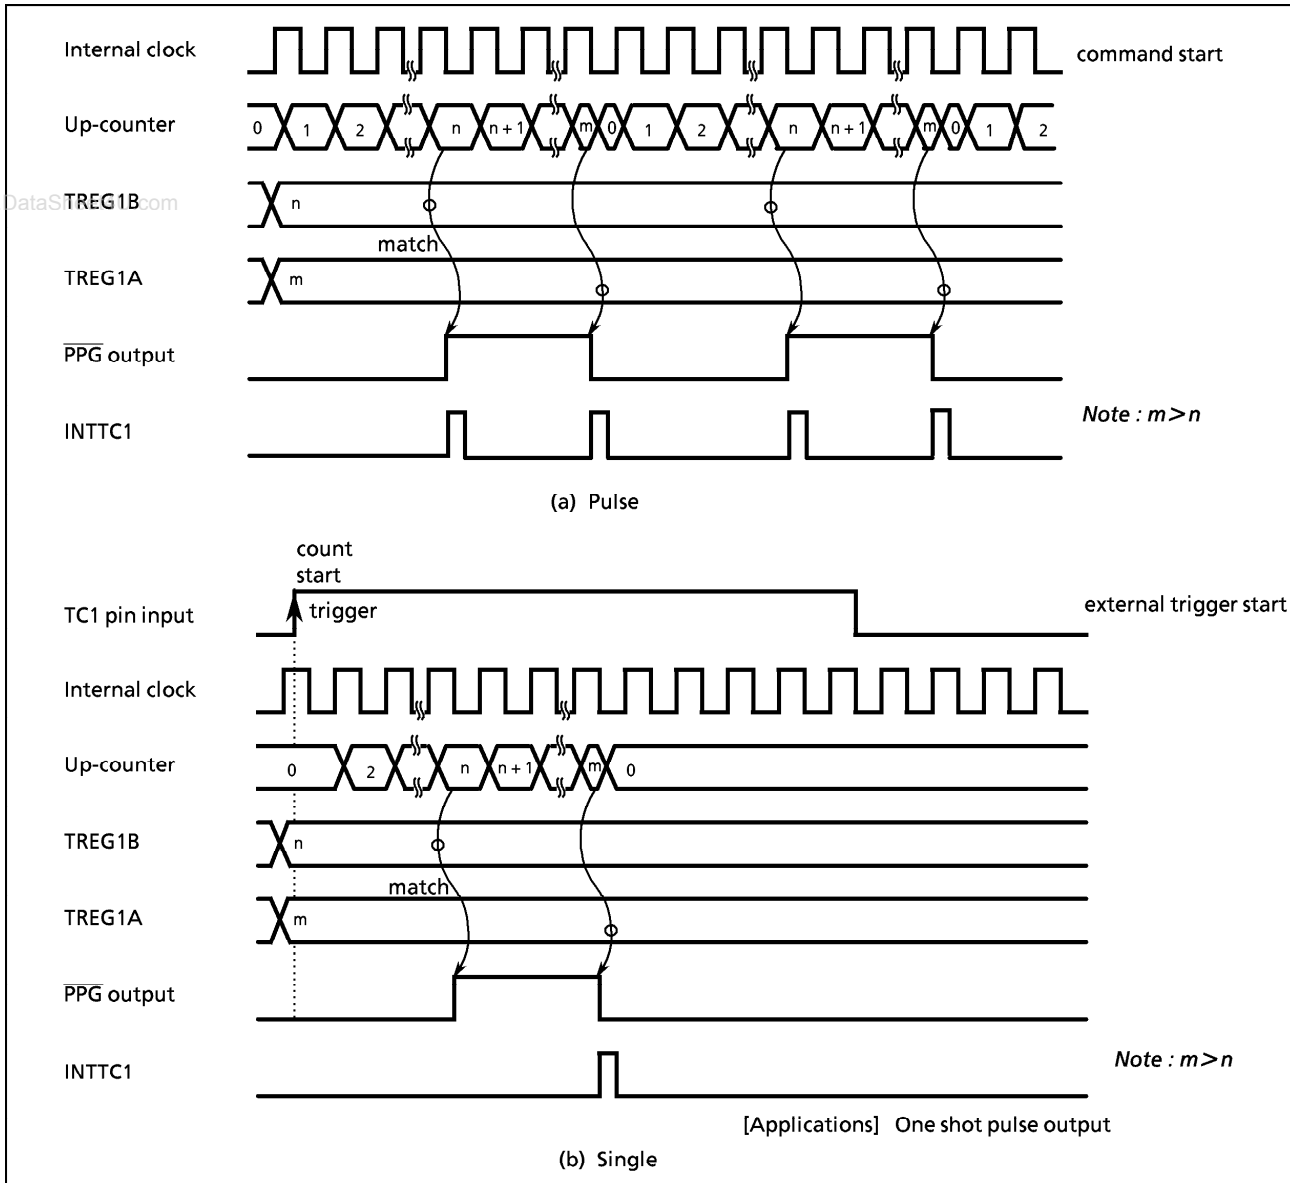 Internal clock
command start
Up-counter
0 1 2 n n + 1 m 0 1 2 n n + 1 m 0 1 2
TREG1B
n
match
TREG1A
m
PPG output
Note : m>n
INTTC1
(a) Pulse
count
start
TC1 pin input
trigger
external trigger start
Internal clock
Up-counter
0 2 n n + 1 m 0
TREG1B
n
match
TREG1A
m
PPG output
Note : m>n
INTTC1
[Applications] One shot pulse output
(b) Single